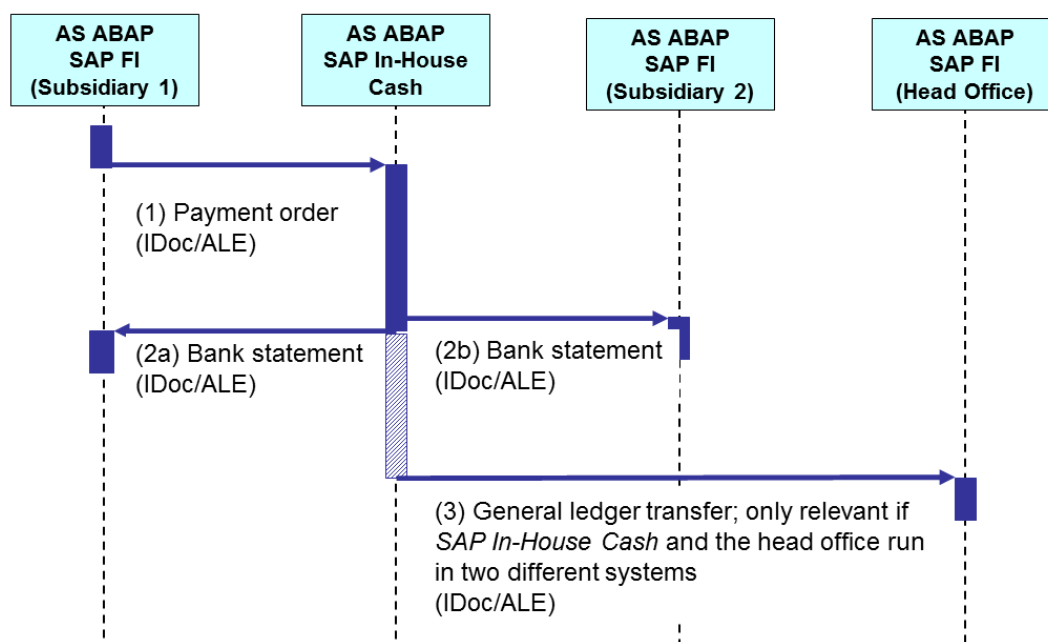 AS ABAP
SAP FI
(Subsidiary 1)
AS ABAP
SAP In-House
Cash
AS ABAP
SAP FI
(Subsidiary 2)
AS ABAP
SAP FI
(Head Office)
(1) Payment order
(IDoc/ALE)
(2a) Bank statement
(IDoc/ALE)
(2b) Bank statement
(IDoc/ALE)
(3) General ledger transfer; only relevant if
SAP In-House Cash and the head office run
in two different systems
(IDoc/ALE)